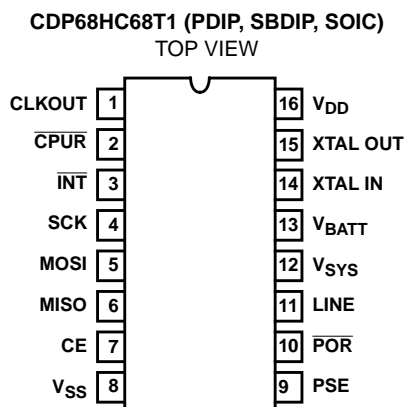 CDP68HC68T1 (PDIP, SBDIP, SOIC)
TOP VIEW
CLKOUT 1 16 VDD
CPUR 2 15 XTAL OUT
INT 3 14 XTAL IN
SCK 4 13 VBATT
MOSI 5 12 VSYS
MISO 6 11 LINE
CE 7 10 POR
VSS 8 9 PSE